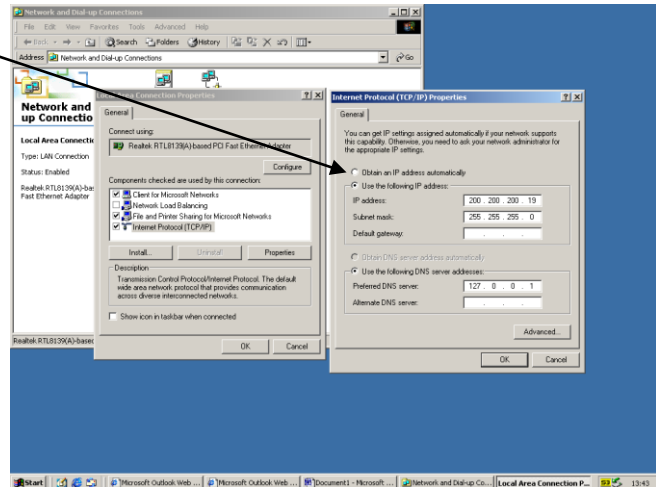 Network and Dial-up Connections
File Edit View Favorites Tools Advanced Help
Back Search Folders History
Address Network and Dial-up Connections Go
Network and
up Connectio
Local Area Connection
Type: LAN Connection
Status: Enabled
Realtek RTL8139(A)-bas
Fast Ethernet Adapter
Realtek RTL8139(A)-based
Local Area Connection Properties
General
Connect using:
Realtek RTL8139(A)-based PCI Fast Ethernet Adapter
Configure
Components checked are used by this connection:
Client for Microsoft Networks
Network Load Balancing
File and Printer Sharing for Microsoft Networks
Internet Protocol (TCP/IP)
Install... Uninstall Properties
Description
Transmission Control Protocol/Internet Protocol. The default
wide area network protocol that provides communication
across diverse interconnected networks.
Show icon in taskbar when connected
OK Cancel
Internet Protocol (TCP/IP) Properties
General
You can get IP settings assigned automatically if your network supports
this capability. Otherwise, you need to ask your network administrator for
the appropriate IP settings.
Obtain an IP address automatically
Use the following IP address:
IP address: 200 . 200 . 200 . 19
Subnet mask: 255 . 255 . 255 . 0
Default gateway: . . .
Obtain DNS server address automatically
Use the following DNS server addresses:
Preferred DNS server: 127 . 0 . 0 . 1
Alternate DNS server: . . .
Advanced...
OK Cancel
Start Microsoft Outlook Web ... Microsoft Outlook Web ... Document1 - Microsoft ... Network and Dial-up Co... Local Area Connection P... 13:43